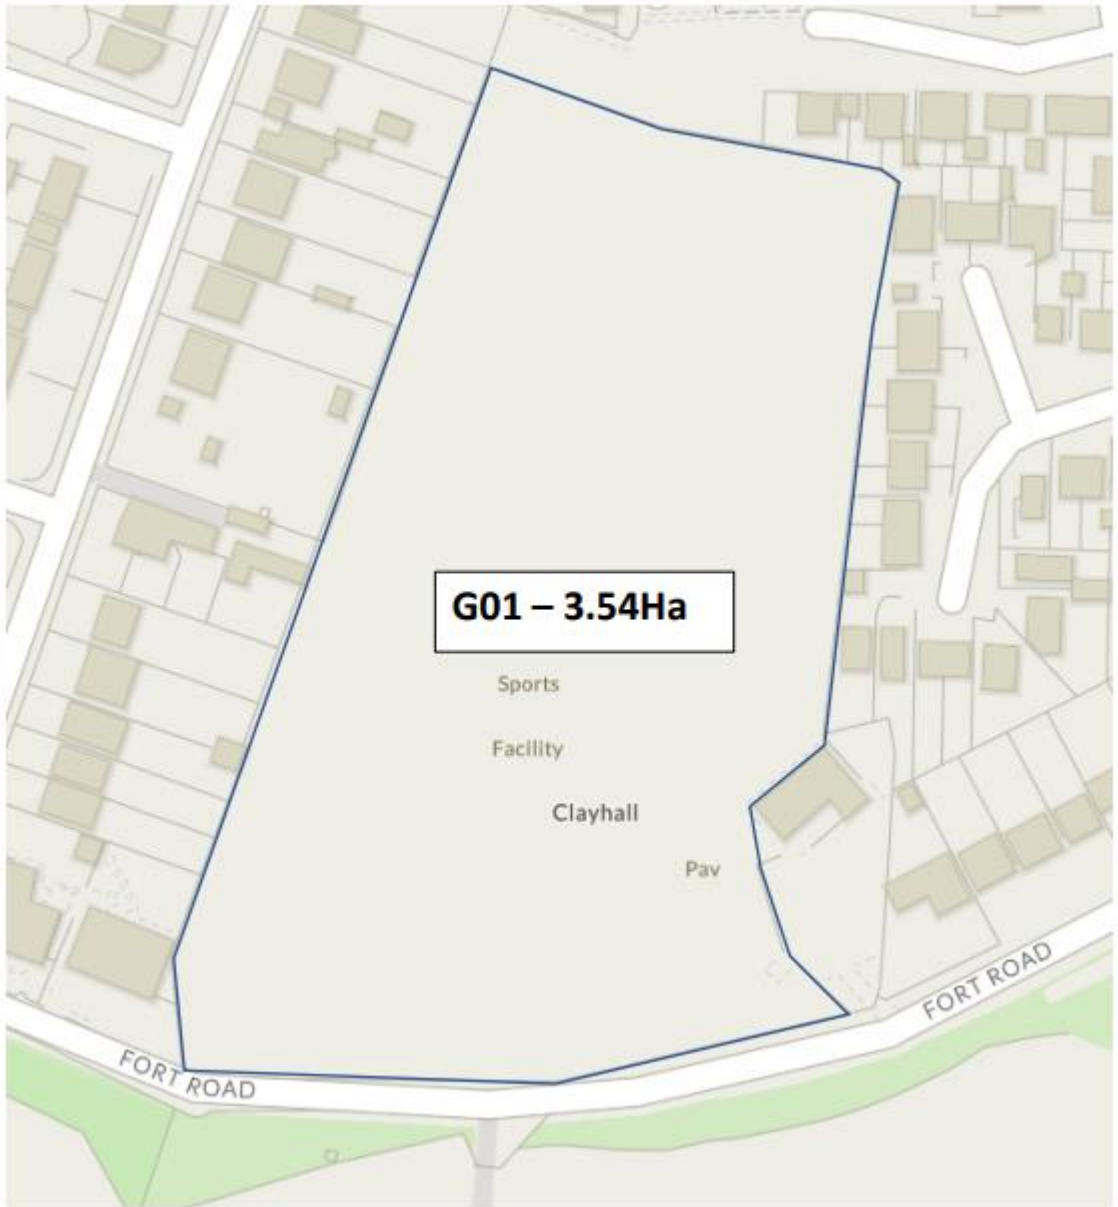 G01 – 3.54Ha
Sports
Facility
Clayhall
Pav
FORT ROAD
FORT ROAD